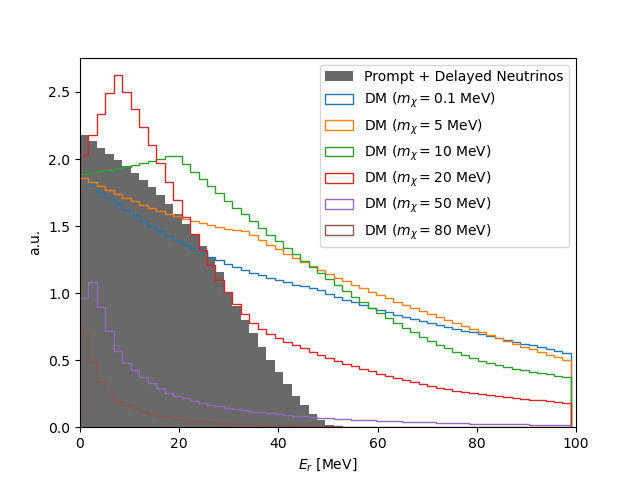 Prompt + Delayed Neutrinos
DM (mχ = 0.1 MeV)
DM (mχ = 5 MeV)
DM (mχ = 10 MeV)
DM (mχ = 20 MeV)
DM (mχ = 50 MeV)
DM (mχ = 80 MeV)
a.u.
2.5
2.0
1.5
1.0
0.5
0.0
0 20 40 60 80 100
Er [MeV]